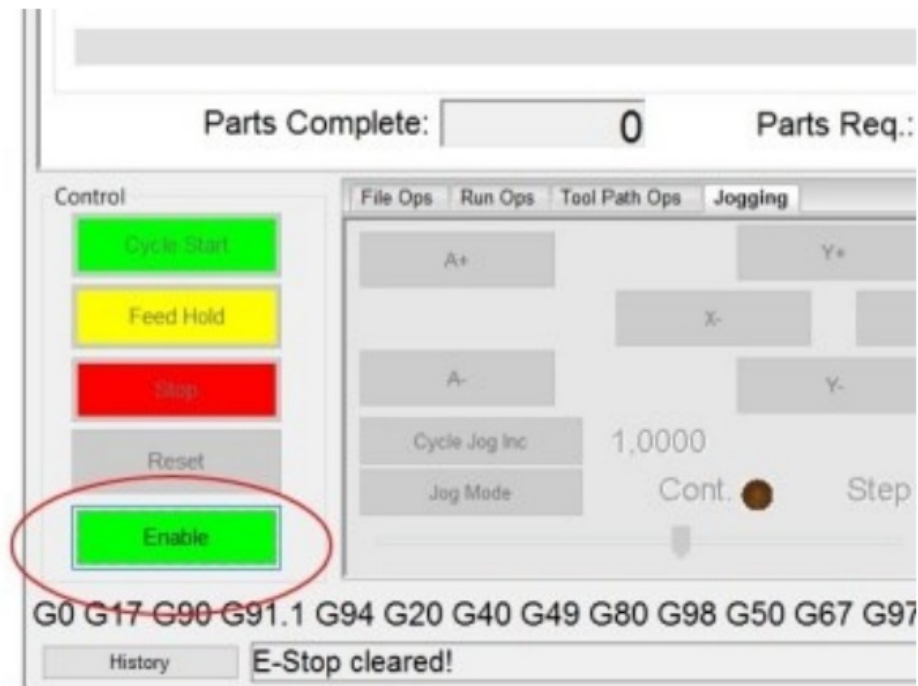 Parts Complete: 0 Parts Req.:
Control
File Ops Run Ops Tool Path Ops Jogging
Cycle Start
A+ Y+
Feed Hold
X-
Stop
A- Y-
Reset
Cycle Jog Inc 1,0000
Jog Mode Cont. Step
Enable
G0 G17 G90 G91.1 G94 G20 G40 G49 G80 G98 G50 G67 G97
History E-Stop cleared!